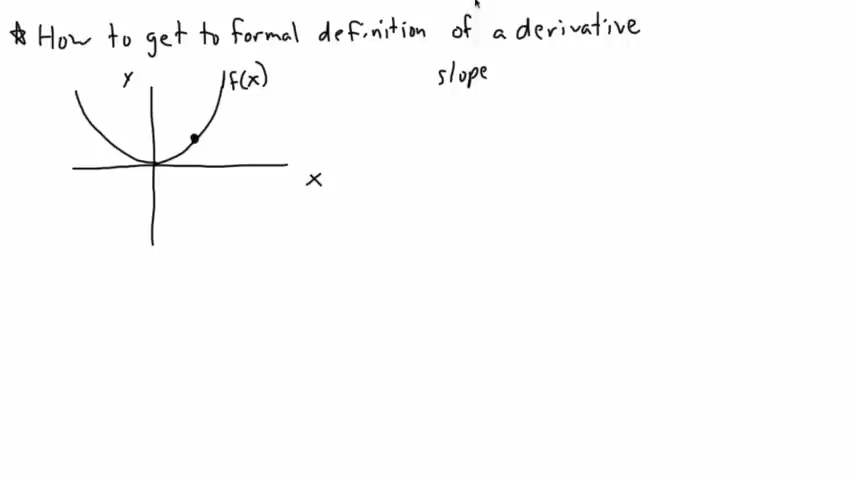 ☆ How to get to formal definition of a derivative
slope
y
f(x)
x